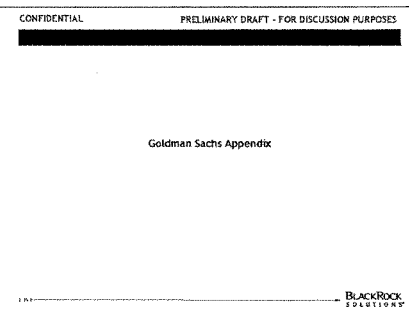 CONFIDENTIAL
PRELIMINARY DRAFT - FOR DISCUSSION PURPOSES
Goldman Sachs Appendix
BLACKROCK
SOLUTIONS®